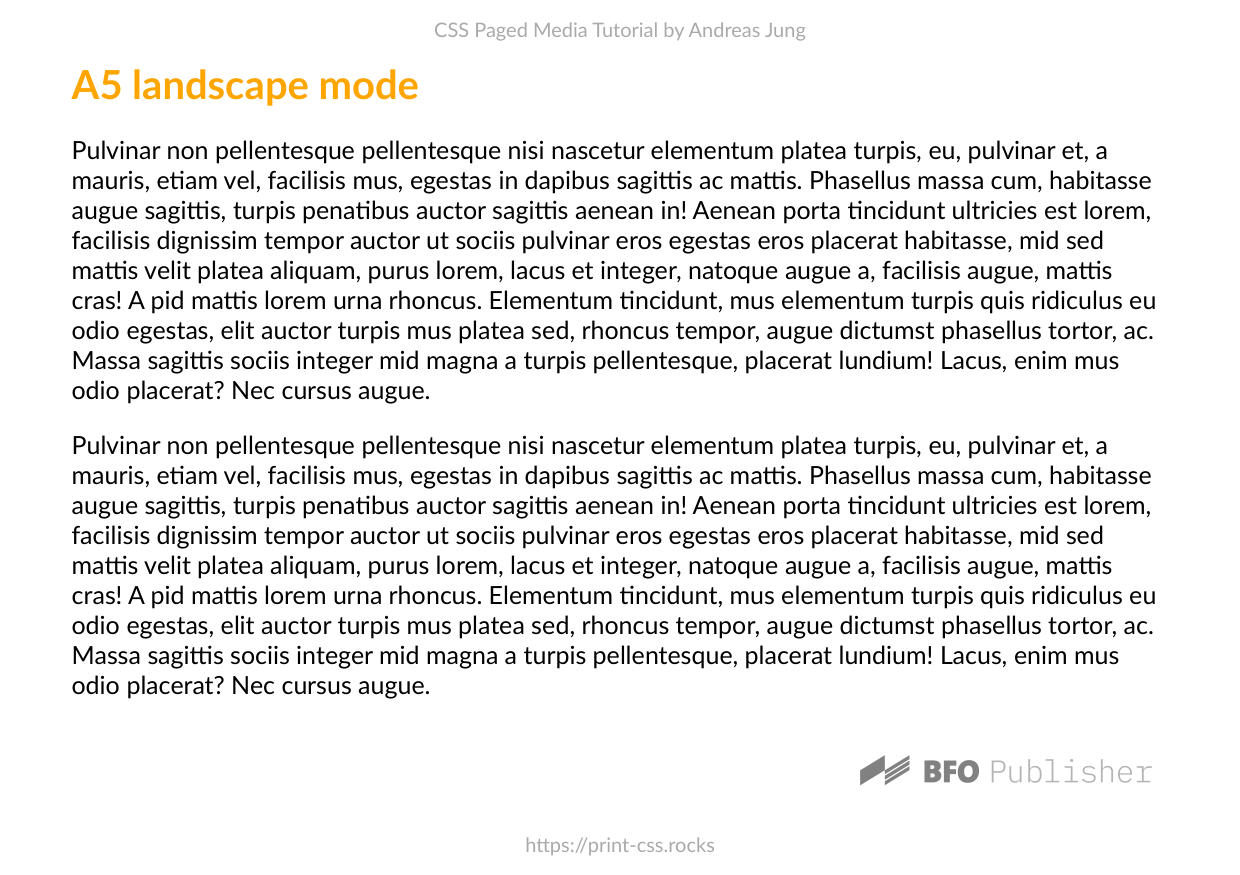 CSS Paged Media Tutorial by Andreas Jung
A5 landscape mode
Pulvinar non pellentesque pellentesque nisi nascetur elementum platea turpis, eu, pulvinar et, a
mauris, etiam vel, facilisis mus, egestas in dapibus sagittis ac mattis. Phasellus massa cum, habitasse
augue sagittis, turpis penatibus auctor sagittis aenean in! Aenean porta tincidunt ultricies est lorem,
facilisis dignissim tempor auctor ut sociis pulvinar eros egestas eros placerat habitasse, mid sed
mattis velit platea aliquam, purus lorem, lacus et integer, natoque augue a, facilisis augue, mattis
cras! A pid mattis lorem urna rhoncus. Elementum tincidunt, mus elementum turpis quis ridiculus eu
odio egestas, elit auctor turpis mus platea sed, rhoncus tempor, augue dictumst phasellus tortor, ac.
Massa sagittis sociis integer mid magna a turpis pellentesque, placerat lundium! Lacus, enim mus
odio placerat? Nec cursus augue.
Pulvinar non pellentesque pellentesque nisi nascetur elementum platea turpis, eu, pulvinar et, a
mauris, etiam vel, facilisis mus, egestas in dapibus sagittis ac mattis. Phasellus massa cum, habitasse
augue sagittis, turpis penatibus auctor sagittis aenean in! Aenean porta tincidunt ultricies est lorem,
facilisis dignissim tempor auctor ut sociis pulvinar eros egestas eros placerat habitasse, mid sed
mattis velit platea aliquam, purus lorem, lacus et integer, natoque augue a, facilisis augue, mattis
cras! A pid mattis lorem urna rhoncus. Elementum tincidunt, mus elementum turpis quis ridiculus eu
odio egestas, elit auctor turpis mus platea sed, rhoncus tempor, augue dictumst phasellus tortor, ac.
Massa sagittis sociis integer mid magna a turpis pellentesque, placerat lundium! Lacus, enim mus
odio placerat? Nec cursus augue.
BFO Publisher
https://print-css.rocks